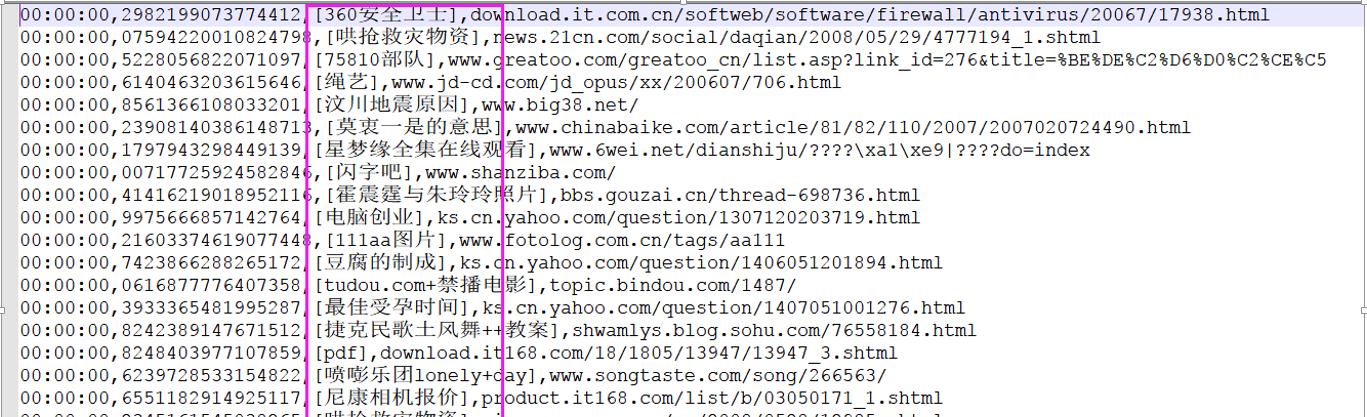 00:00:00,2982199073774412,[360安全卫士],download.it.com.cn/softweb/software/firewall/antivirus/20067/17938.html
00:00:00,07594220010824798,[哄抢救灾物资],news.21cn.com/social/daqian/2008/05/29/4777194_1.shtml
00:00:00,5228056822071097,[75810部队],www.greatoo.com/greatoo_cn/list.asp?link_id=276&title=%BE%DE%C2%D6%D0%C2%CE%C5
00:00:00,6140463203615646,[绳艺],www.jd-cd.com/jd_opus/xx/200607/706.html
00:00:00,8561366108033201,[汶川地震原因],www.big38.net/
00:00:00,23908140386148713,[莫衷一是的意思],www.chinabaike.com/article/81/82/110/2007/2007020724490.html
00:00:00,1797943298449139,[星梦缘全集在线观看],www.6wei.net/dianshiju/????\xa1\xe9|????do=index
00:00:00,00717725924582846,[闪字吧],www.shanziba.com/
00:00:00,41416219018952116,[霍震霆与朱玲玲照片],bbs.gouzai.cn/thread-698736.html
00:00:00,9975666857142764,[电脑创业],ks.cn.yahoo.com/question/1307120203719.html
00:00:00,21603374619077448,[111aa图片],www.fotolog.com.cn/tags/aa111
00:00:00,7423866288265172,[豆腐的制成],ks.cn.yahoo.com/question/1406051201894.html
00:00:00,0616877776407358,[tudou.com+禁播电影],topic.bindou.com/1487/
00:00:00,3933365481995287,[最佳受孕时间],ks.cn.yahoo.com/question/1407051001276.html
00:00:00,8242389147671512,[捷克民歌土风舞++教案],shwamlys.blog.sohu.com/76558184.html
00:00:00,8248403977107859,[pdf],download.it168.com/18/1805/13947/13947_3.shtml
00:00:00,6239728533154822,[喷嘭乐团lonely+day],www.songtaste.com/song/266563/
00:00:00,6551182914925117,[尼康相机报价],product.it168.com/list/b/03050171_1.shtml